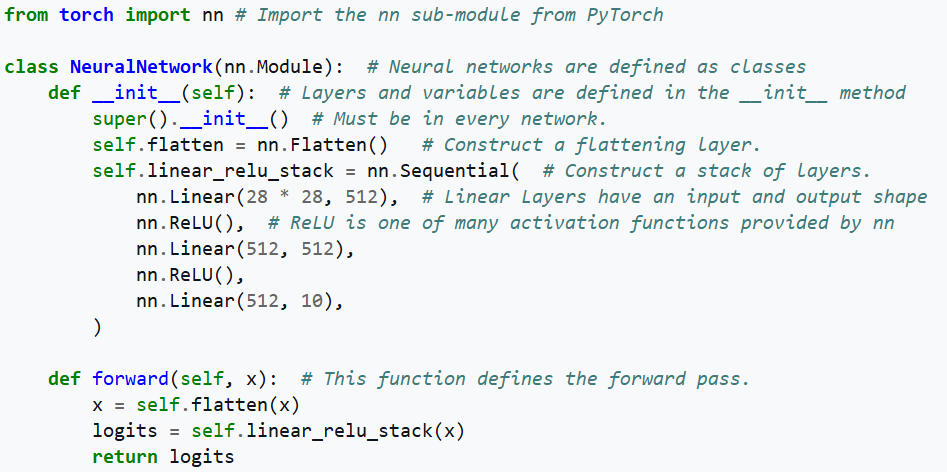 from torch import nn # Import the nn sub-module from PyTorch

class NeuralNetwork(nn.Module):  # Neural networks are defined as classes
    def __init__(self):  # Layers and variables are defined in the __init__ method
        super().__init__()  # Must be in every network.
        self.flatten = nn.Flatten()   # Construct a flattening layer.
        self.linear_relu_stack = nn.Sequential(  # Construct a stack of layers.
            nn.Linear(28 * 28, 512),  # Linear Layers have an input and output shape
            nn.ReLU(),  # ReLU is one of many activation functions provided by nn
            nn.Linear(512, 512),
            nn.ReLU(),
            nn.Linear(512, 10),
        )

    def forward(self, x):  # This function defines the forward pass.
        x = self.flatten(x)
        logits = self.linear_relu_stack(x)
        return logits